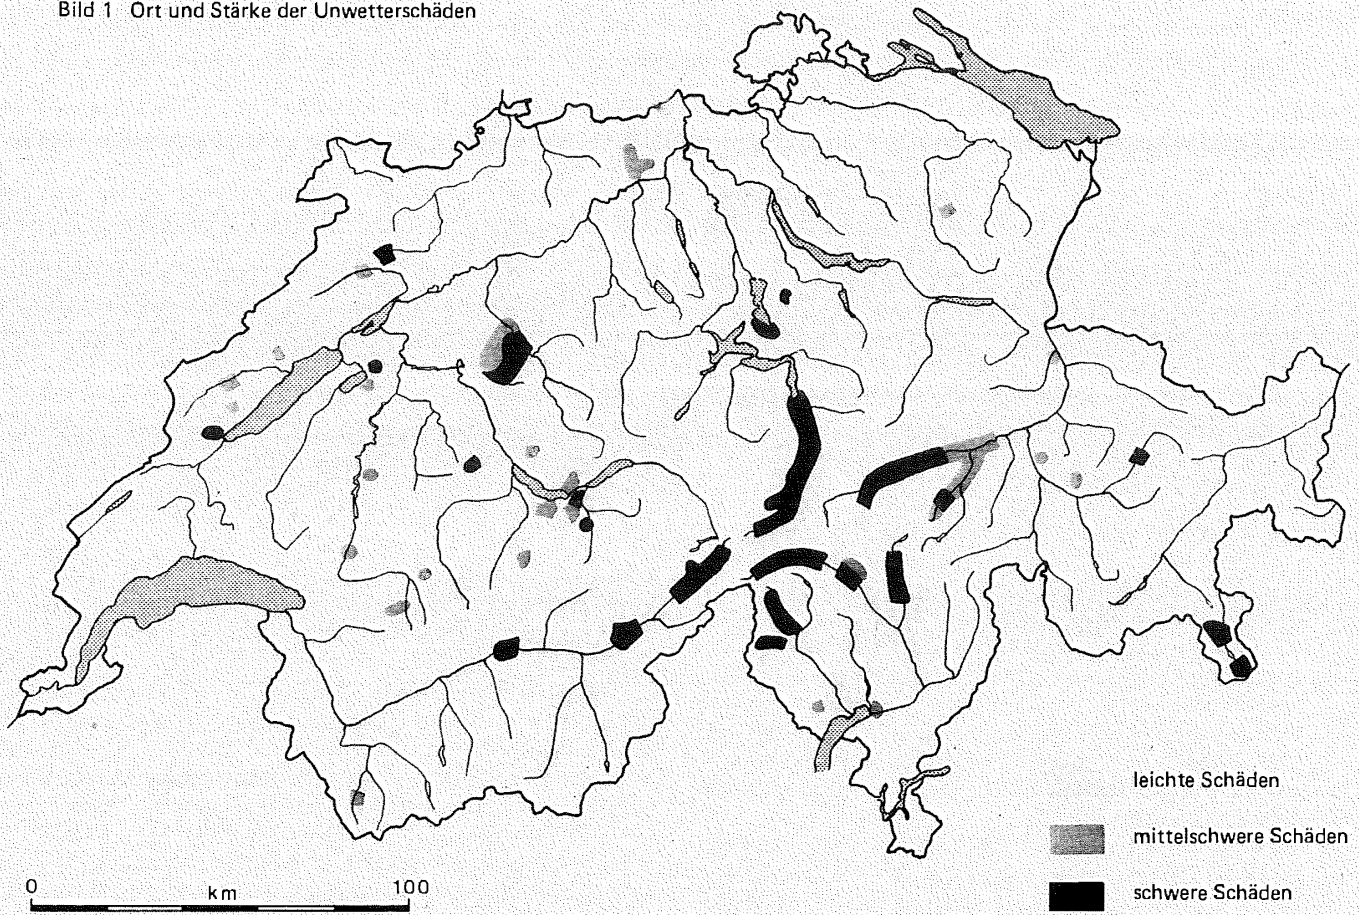 Bild 1 Ort und Stärke der Unwetterschäden
leichte Schäden
mittelschwere Schäden
schwere Schäden
0 km 100